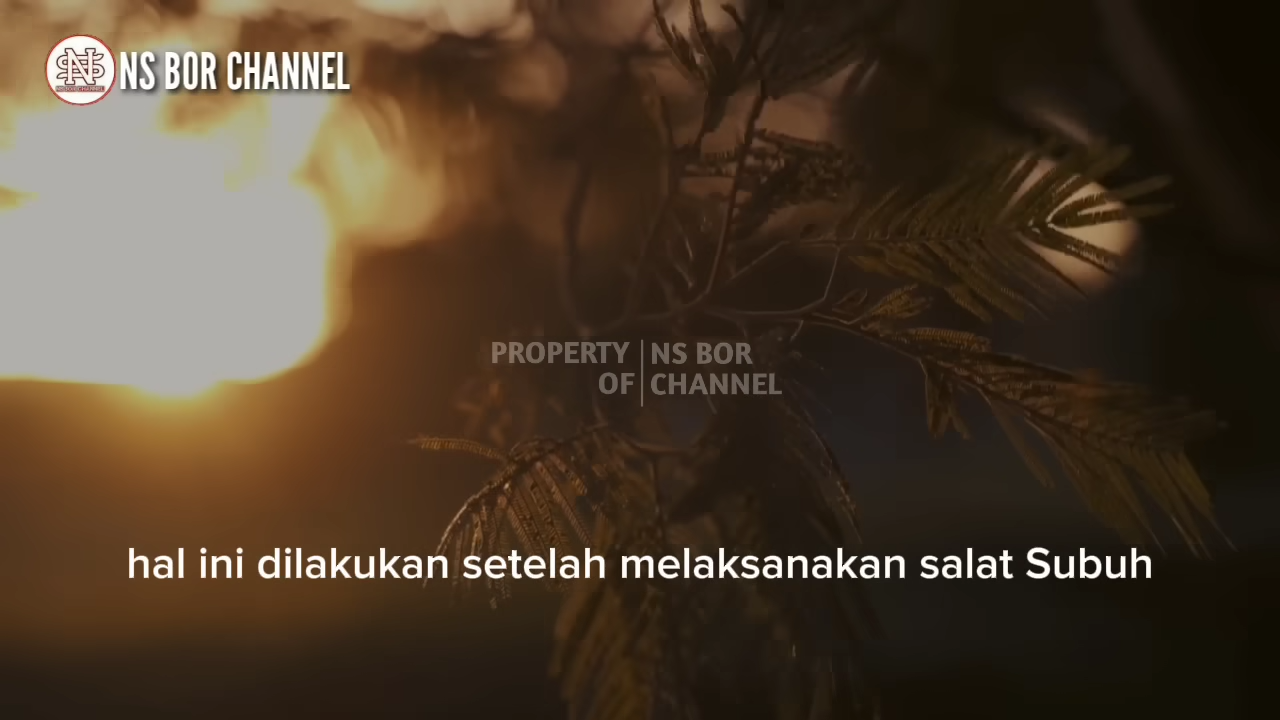 NS BOR CHANNEL
PROPERTY OF NS BOR CHANNEL
hal ini dilakukan setelah melaksanakan salat Subuh